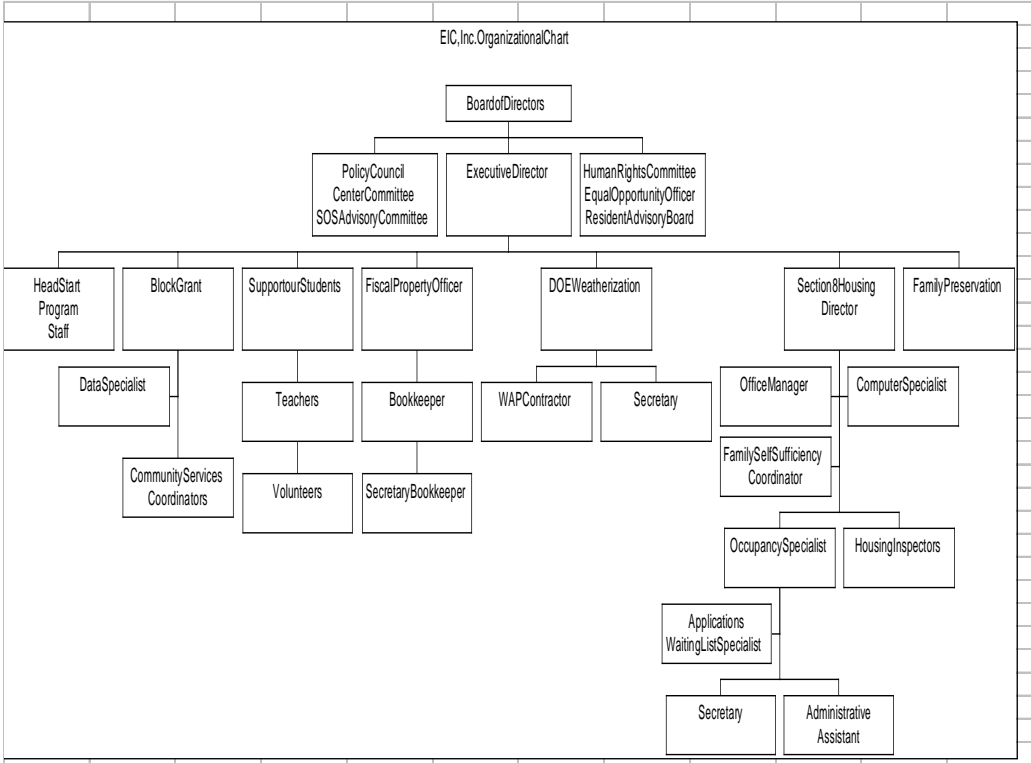 EIC,Inc.OrganizationalChart
BoardofDirectors
PolicyCouncil
CenterCommittee
SOSAdvisoryCommittee
ExecutiveDirector
HumanRightsCommittee
EqualOpportunityOfficer
ResidentAdvisoryBoard
HeadStart
Program
Staff
BlockGrant
SupportourStudents
FiscalPropertyOfficer
DOEWeatherization
Section8Housing
Director
FamilyPreservation
DataSpecialist
Teachers
Bookkeeper
WAPContractor
Secretary
OfficeManager
ComputerSpecialist
FamilySelfSufficiency
Coordinator
CommunityServices
Coordinators
Volunteers
SecretaryBookkeeper
OccupancySpecialist
HousingInspectors
Applications
WaitingListSpecialist
Secretary
Administrative
Assistant